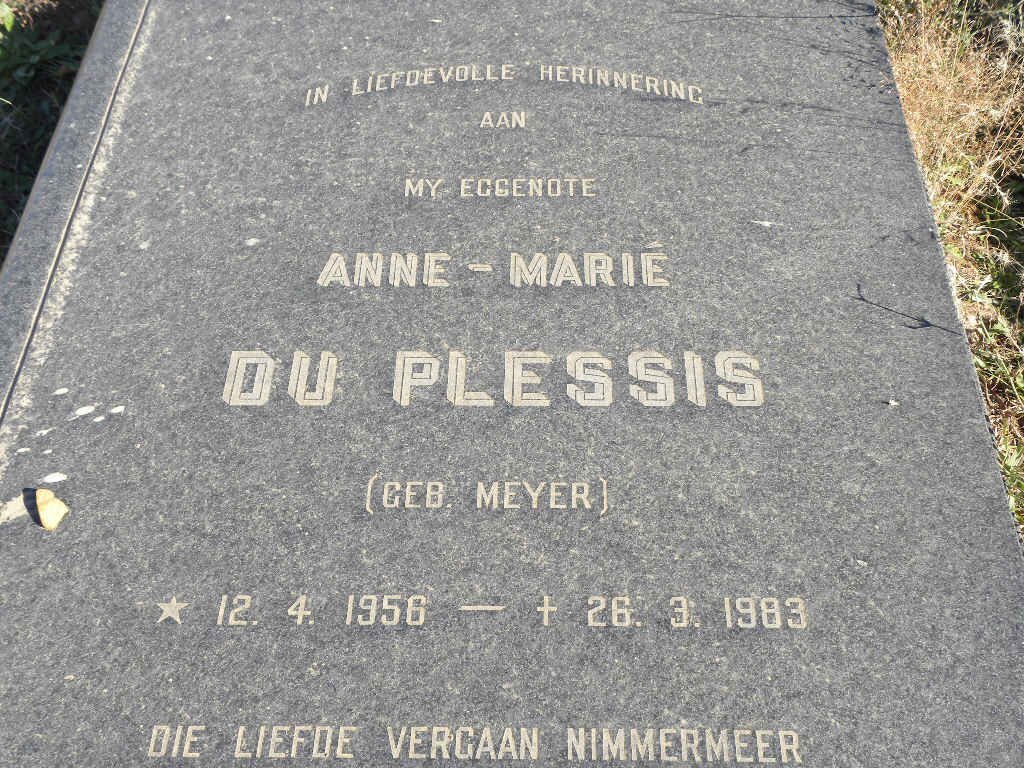 IN LIEFDEVOLLE HERINNERING
AAN
MY EGGENOTE
ANNE - MARIÉ
DU PLESSIS
(GEB. MEYER)
★ 12. 4. 1956 — ✝ 26. 3. 1983
DIE LIEFDE VERGAAN NIMMERMEER